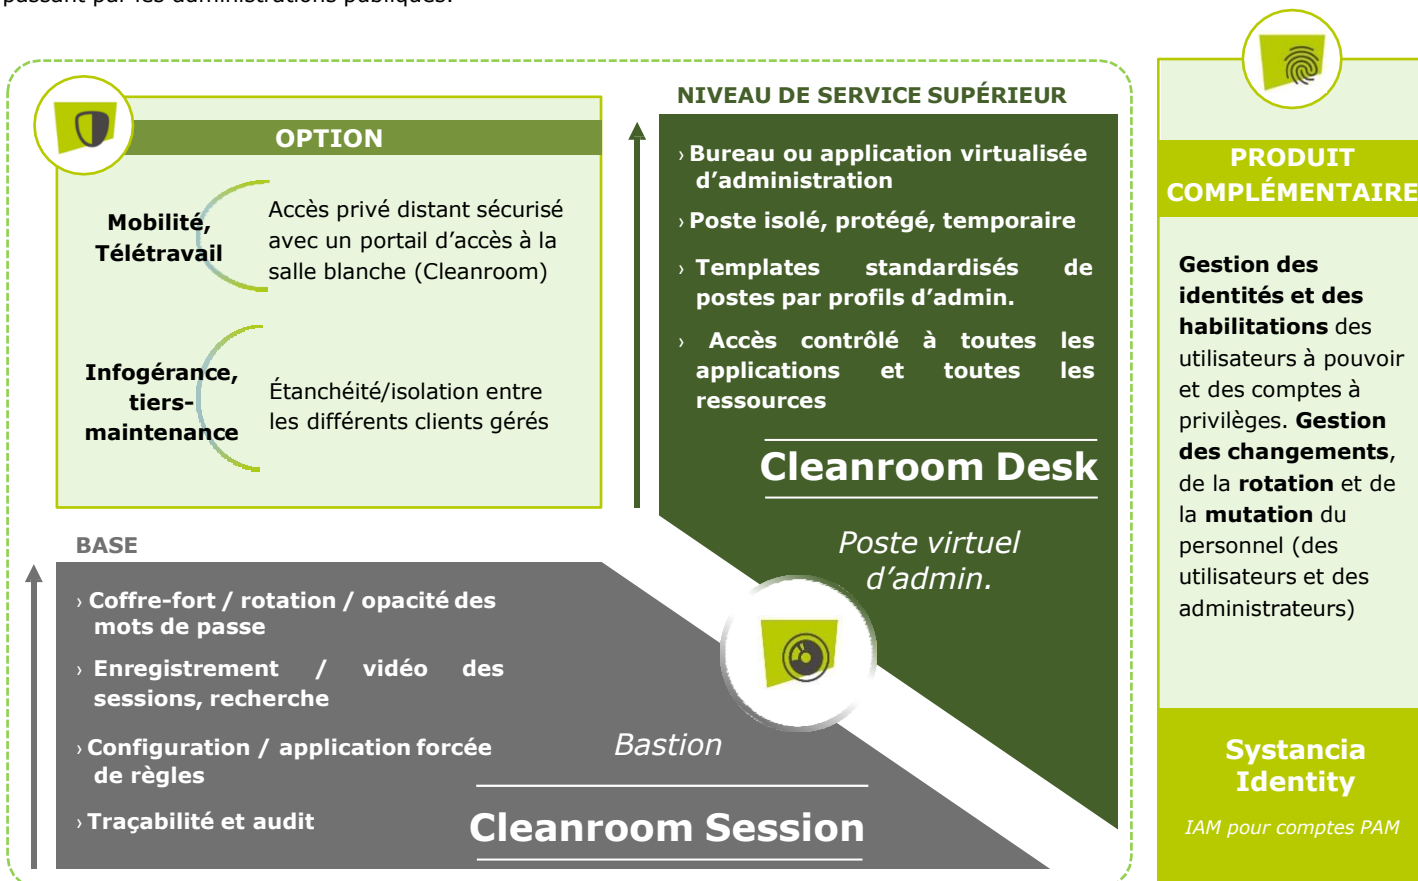 passant par les administrations publiques.
OPTION
Mobilité,
Télétravail
Accès privé distant sécurisé
avec un portail d’accès à la
salle blanche (Cleanroom)
Infogérance,
tiers-
maintenance
Étanchéité/isolation entre
les différents clients gérés
NIVEAU DE SERVICE SUPÉRIEUR
› Bureau ou application virtualisée
d’administration
› Poste isolé, protégé, temporaire
› Templates standardisés de
postes par profils d’admin.
› Accès contrôlé à toutes les
applications et toutes les
ressources
Cleanroom Desk
Poste virtuel
d’admin.
BASE
› Coffre-fort / rotation / opacité des
mots de passe
› Enregistrement / vidéo des
sessions, recherche
› Configuration / application forcée
de règles
› Traçabilité et audit
Bastion
Cleanroom Session
PRODUIT
COMPLÉMENTAIRE
Gestion des
identités et des
habilitations des
utilisateurs à pouvoir
et des comptes à
privilèges. Gestion
des changements,
de la rotation et de
la mutation du
personnel (des
utilisateurs et des
administrateurs)
Systancia
Identity
IAM pour comptes PAM